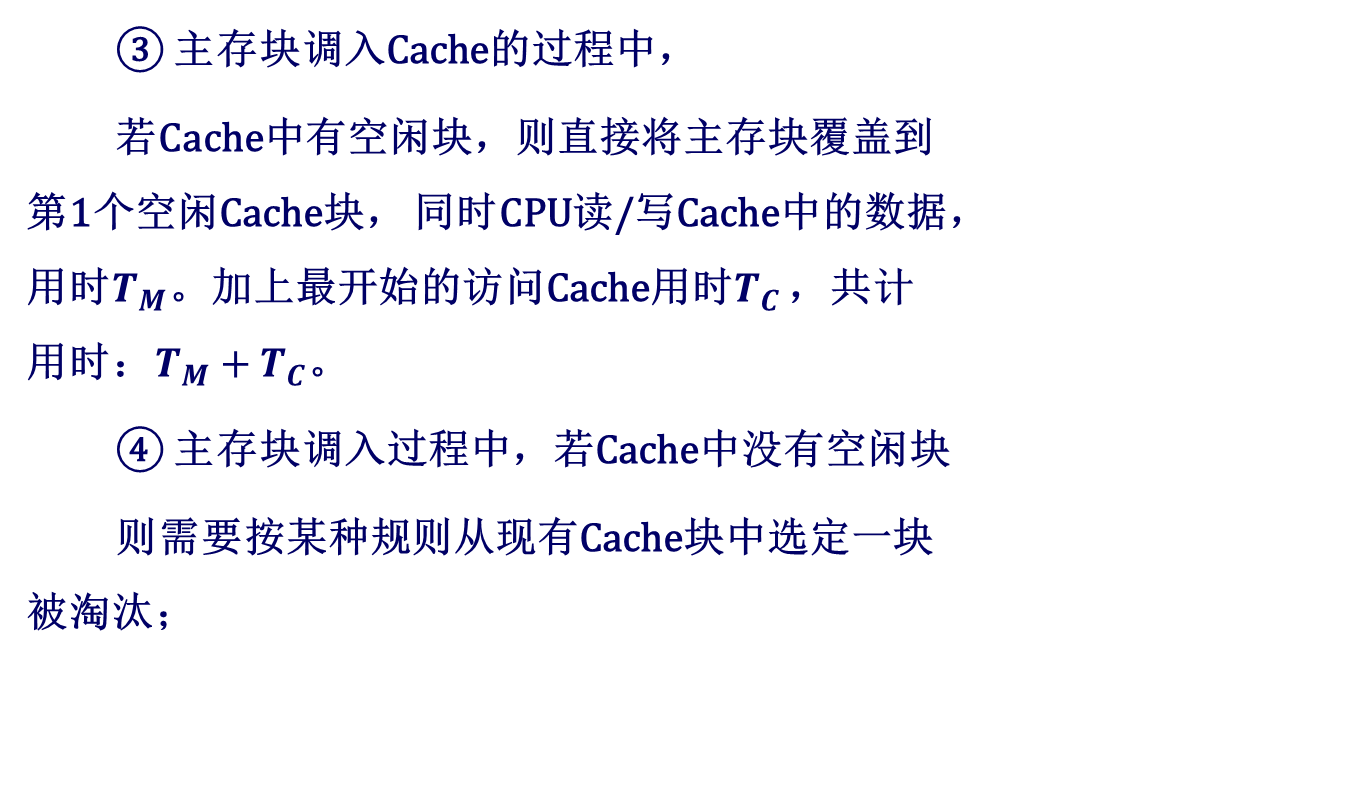 ③ 主存块调入Cache的过程中，
若Cache中有空闲块，则直接将主存块覆盖到
第1个空闲Cache块， 同时CPU读/写Cache中的数据，
用时T_M。加上最开始的访问Cache用时T_C ，共计
用时：T_M + T_C。
④ 主存块调入过程中，若Cache中没有空闲块
则需要按某种规则从现有Cache块中选定一块
被淘汰；